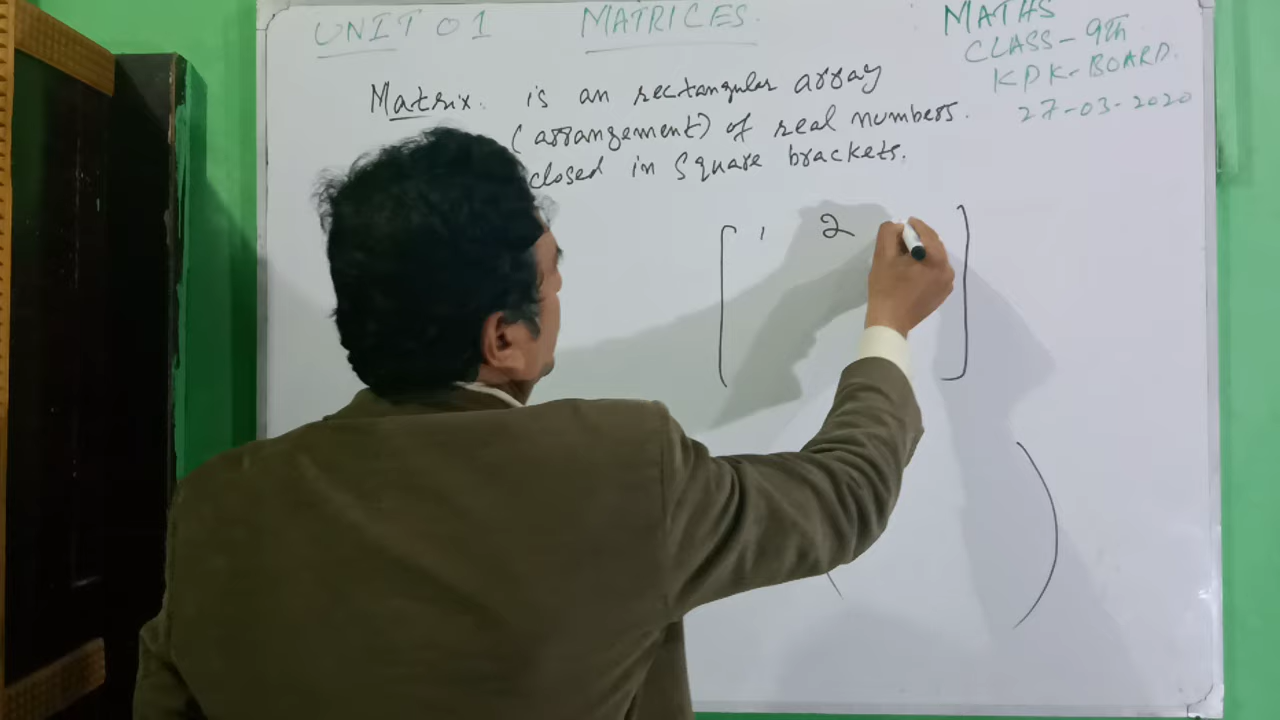 UNIT 01 MATRICES
MATHS
CLASS-9th
KPK-BOARD.
27-03-2020
Matrix. is an rectangular array
(arrangement) of real numbers.
closed in square brackets.
1 2